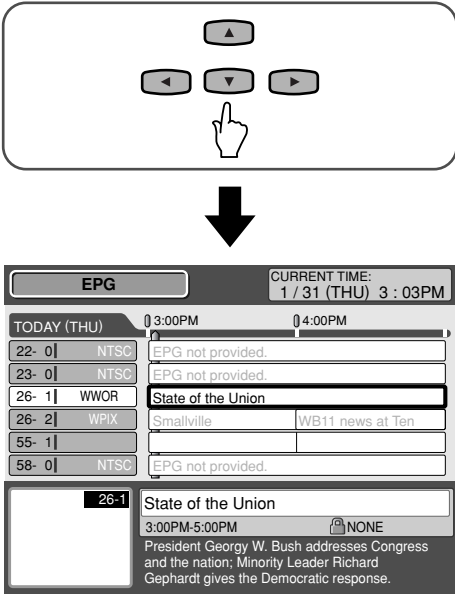 EPG
CURRENT TIME:
1 / 31 (THU) 3 : 03PM
TODAY (THU)
3:00PM 4:00PM
22- 0 NTSC EPG not provided.
23- 0 NTSC EPG not provided.
26- 1 WWOR State of the Union
26- 2 WPIX Smallville WB11 news at Ten
55- 1
58- 0 NTSC EPG not provided.
26-1 State of the Union
3:00PM-5:00PM NONE
President Georgy W. Bush addresses Congress
and the nation; Minority Leader Richard
Gephardt gives the Democratic response.